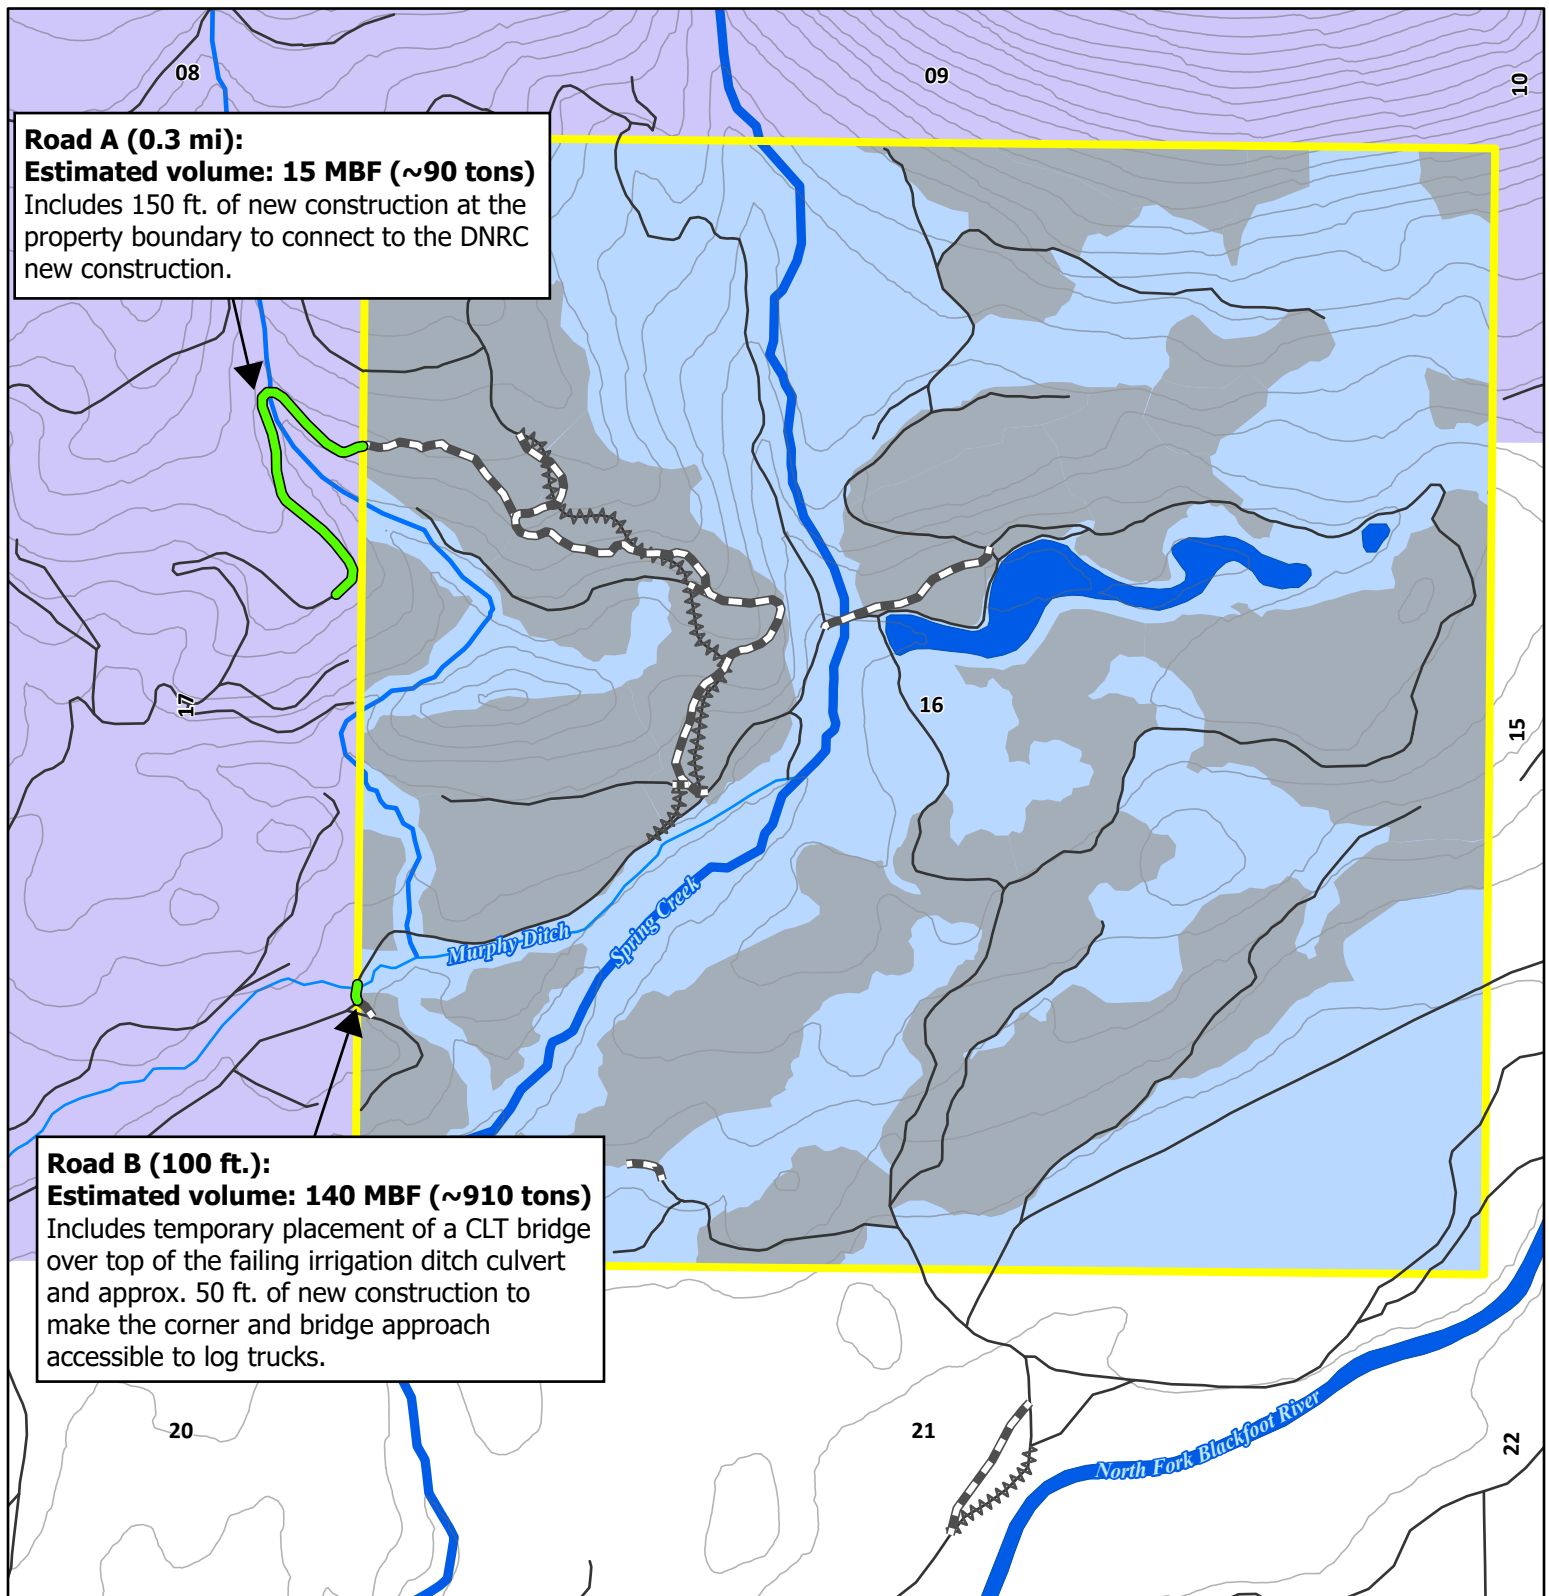 08
09
10
Road A (0.3 mi):
Estimated volume: 15 MBF (~90 tons)
Includes 150 ft. of new construction at the
property boundary to connect to the DNRC
new construction.
17
16
15
Murphy Ditch
Spring Creek
Road B (100 ft.):
Estimated volume: 140 MBF (~910 tons)
Includes temporary placement of a CLT bridge
over top of the failing irrigation ditch culvert
and approx. 50 ft. of new construction to
make the corner and bridge approach
accessible to log trucks.
20
21
22
North Fork Blackfoot River